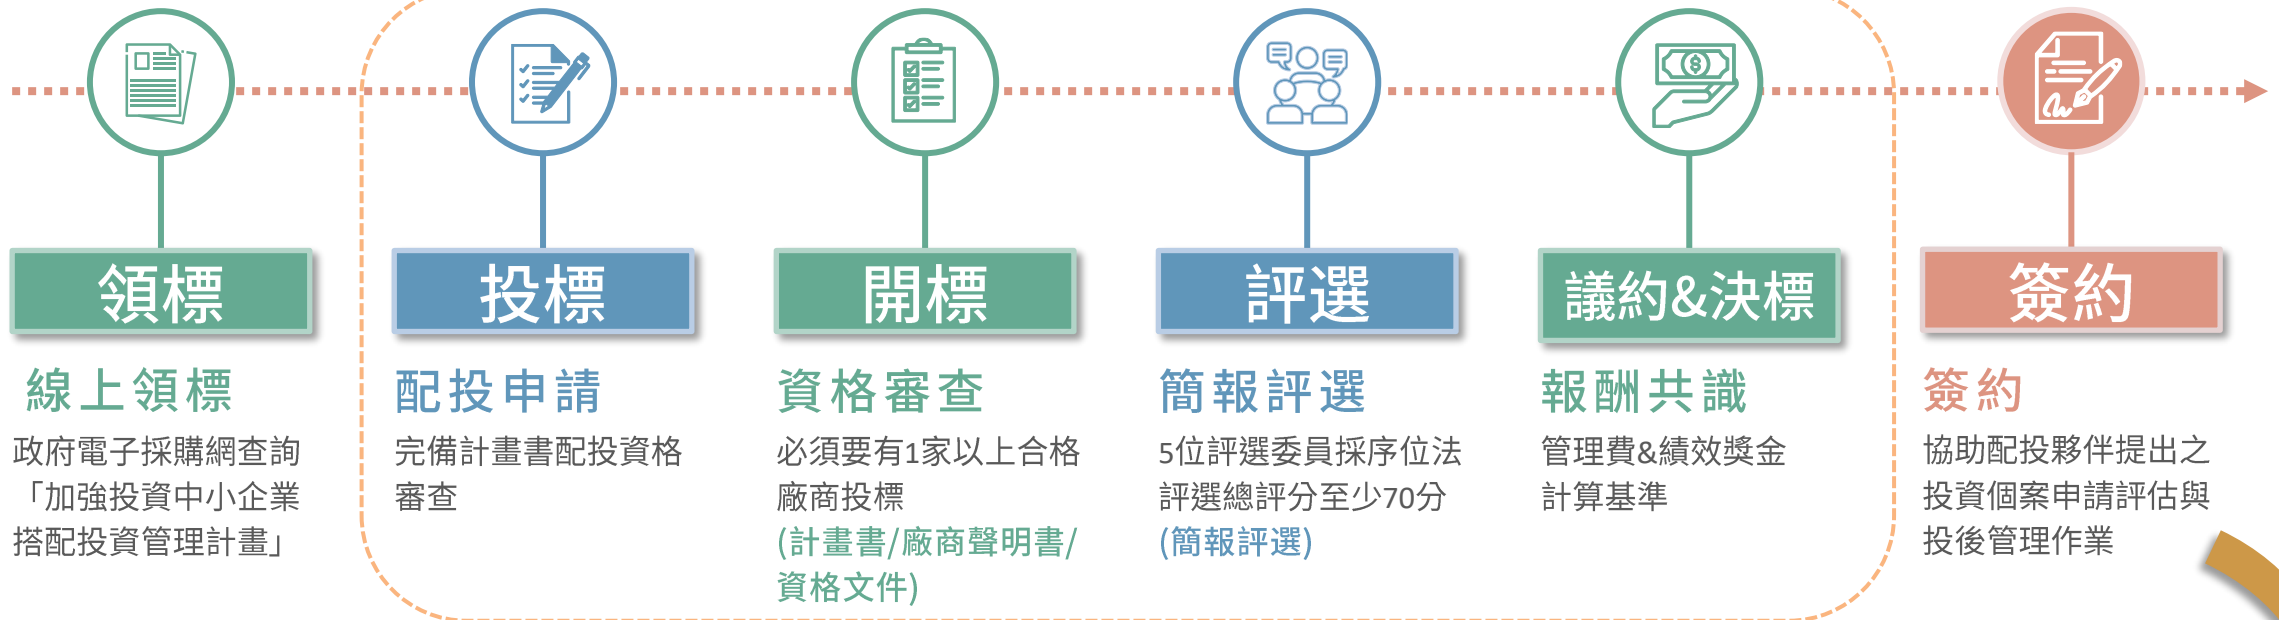 領標
線上領標
政府電子採購網查詢
「加強投資中小企業
搭配投資管理計畫」
投標
配投申請
完備計畫書配投資格
審查
開標
資格審查
必須要有1家以上合格
廠商投標
(計畫書/廠商聲明書/
資格文件)
評選
簡報評選
5位評選委員採序位法
評選總評分至少70分
(簡報評選)
議約&決標
報酬共識
管理費&績效獎金
計算基準
簽約
簽約
協助配投夥伴提出之
投資個案申請評估與
投後管理作業